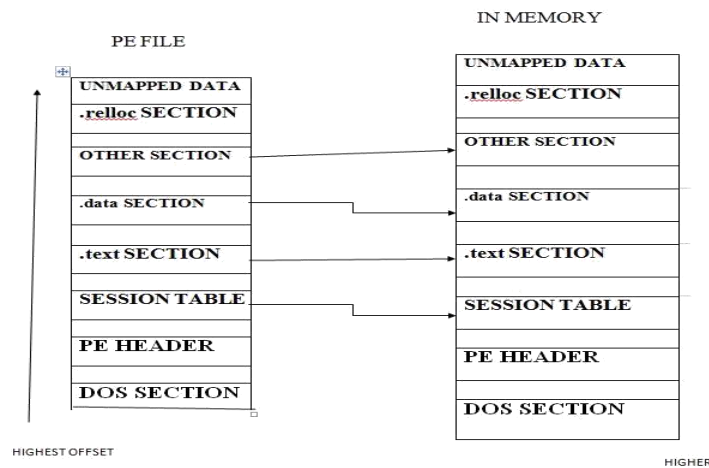 IN MEMORY
PE FILE
UNMAPPED DATA
.relloc SECTION
OTHER SECTION
.data SECTION
.text SECTION
SESSION TABLE
PE HEADER
DOS SECTION
UNMAPPED DATA
.relloc SECTION
OTHER SECTION
.data SECTION
.text SECTION
SESSION TABLE
PE HEADER
DOS SECTION
HIGHEST OFFSET
HIGHER